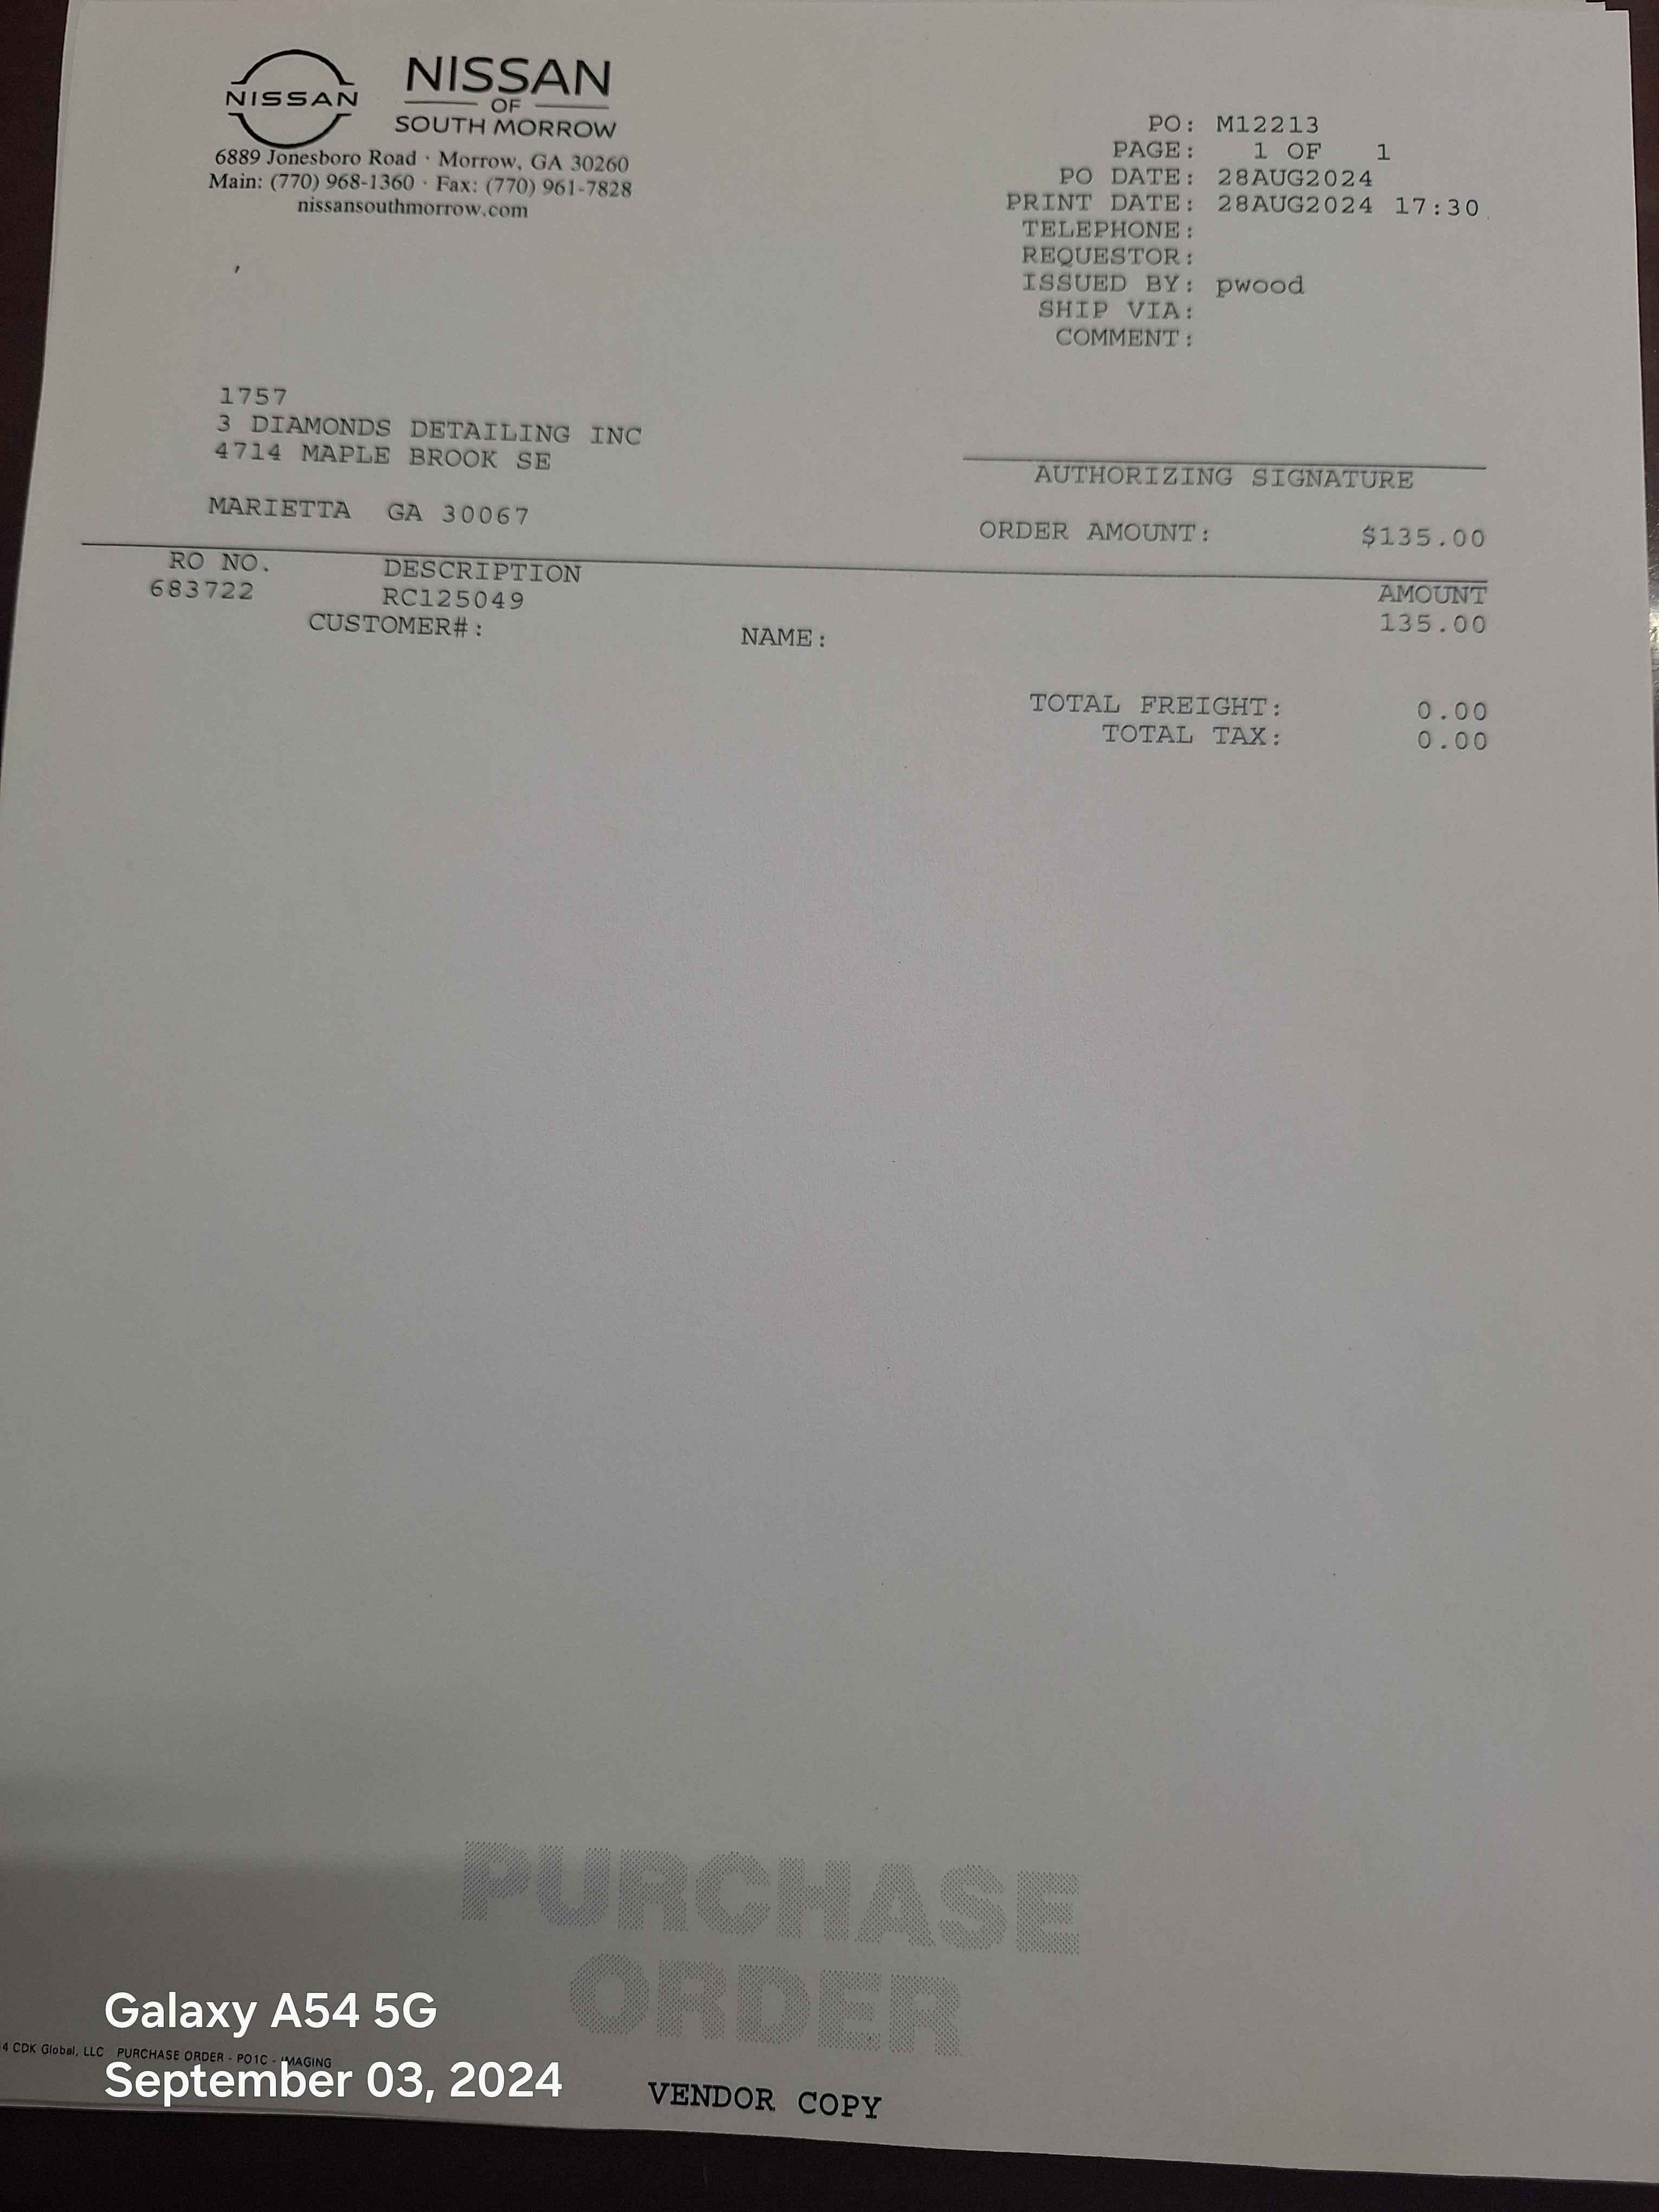 NISSAN
NISSAN
OF
SOUTH MORROW
6889 Jonesboro Road · Morrow, GA 30260
Main: (770) 968-1360 · Fax: (770) 961-7828
nissansouthmorrow.com
PO: M12213
PAGE: 1 OF 1
PO DATE: 28AUG2024
PRINT DATE: 28AUG2024 17:30
TELEPHONE:
REQUESTOR:
ISSUED BY: pwood
SHIP VIA:
COMMENT:
1757
3 DIAMONDS DETAILING INC
4714 MAPLE BROOK SE
MARIETTA GA 30067
AUTHORIZING SIGNATURE
ORDER AMOUNT: $135.00
RO NO. DESCRIPTION AMOUNT
683722 RC125049 135.00
CUSTOMER#: NAME:
TOTAL FREIGHT: 0.00
TOTAL TAX: 0.00
PURCHASE
ORDER
Galaxy A54 5G
4 CDK Global, LLC PURCHASE ORDER - PO1C - IMAGING
September 03, 2024
VENDOR COPY